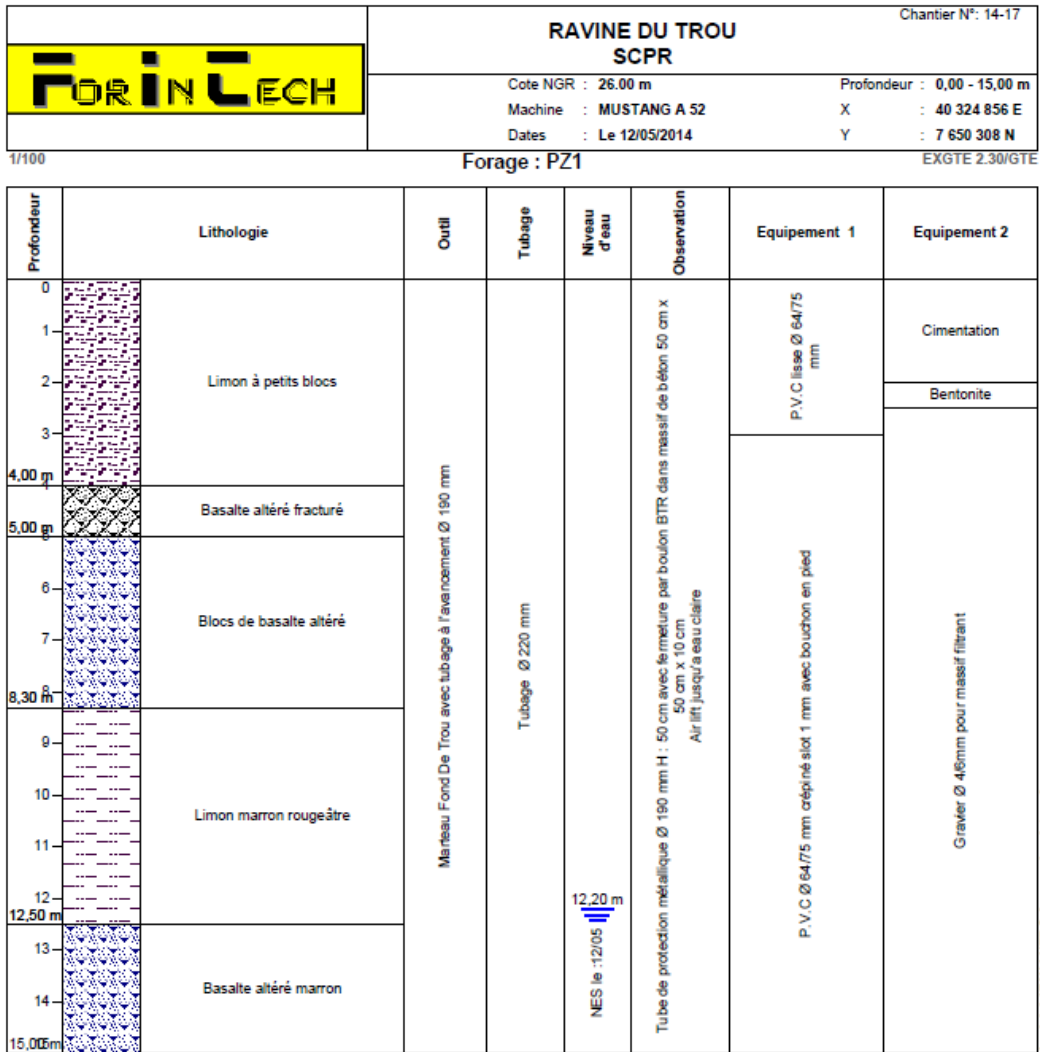 FORINTECH
RAVINE DU TROU
SCPR
Chantier N°: 14-17
Cote NGR : 26.00 m
Profondeur : 0,00 - 15,00 m
Machine : MUSTANG A 52
X : 40 324 856 E
Dates : Le 12/05/2014
Y : 7 650 308 N
1/100
Forage : PZ1
EXGTE 2.30/GTE
Profondeur
Lithologie
Outil
Tubage
Niveau
d'eau
Observation
Equipement 1
Equipement 2
0
1
2
3
4,00 m
4
5,00 m
5
6
7
8,30 m
8
9
10
11
12
12,50 m
13
14
15,00 m
15
Limon à petits blocs
Basalte altéré fracturé
Blocs de basalte altéré
Limon marron rougeâtre
Basalte altéré marron
Marteau Fond De Trou avec tubage à l'avancement Ø 190 mm
Tubage Ø 220 mm
12,20 m
NES le :12/05
Tube de protection métallique Ø 190 mm H : 50 cm avec fermeture par boulon BTR dans massif de béton 50 cm x
50 cm x 10 cm
Air lift jusqu'a eau claire
P.V.C lisse Ø 64/75
mm
P.V.C Ø 64/75 mm crépiné slot 1 mm avec bouchon en pied
Cimentation
Bentonite
Gravier Ø 4/6mm pour massif filtrant